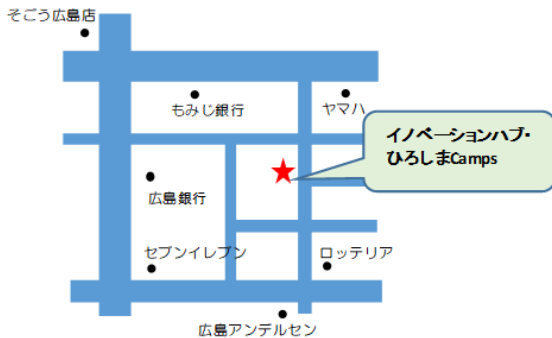 そごう広島店
もみじ銀行
ヤマハ
イノベーションハブ・
ひろしまCamps
広島銀行
セブンイレブン
ロッテリア
広島アンデルセン